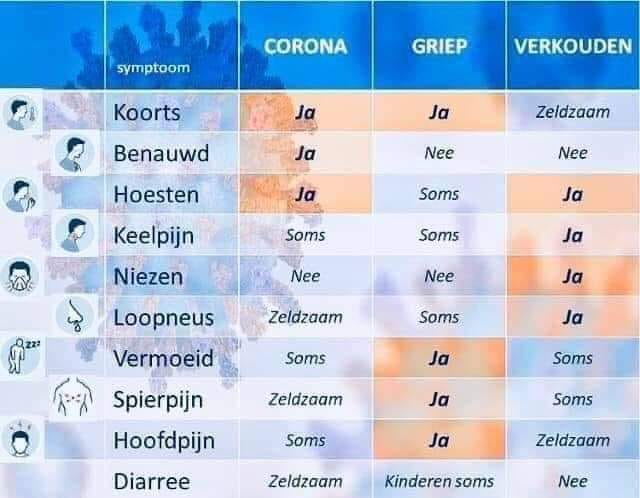 symptoom CORONA GRIEP VERKOUDEN
Koorts Ja Ja Zeldzaam
Benauwd Ja Nee Nee
Hoesten Ja Soms Ja
Keelpijn Soms Soms Ja
Niezen Nee Nee Ja
Loopneus Zeldzaam Soms Ja
zzz Vermoeid Soms Ja Soms
Spierpijn Zeldzaam Ja Soms
Hoofdpijn Soms Ja Zeldzaam
Diarree Zeldzaam Kinderen soms Nee